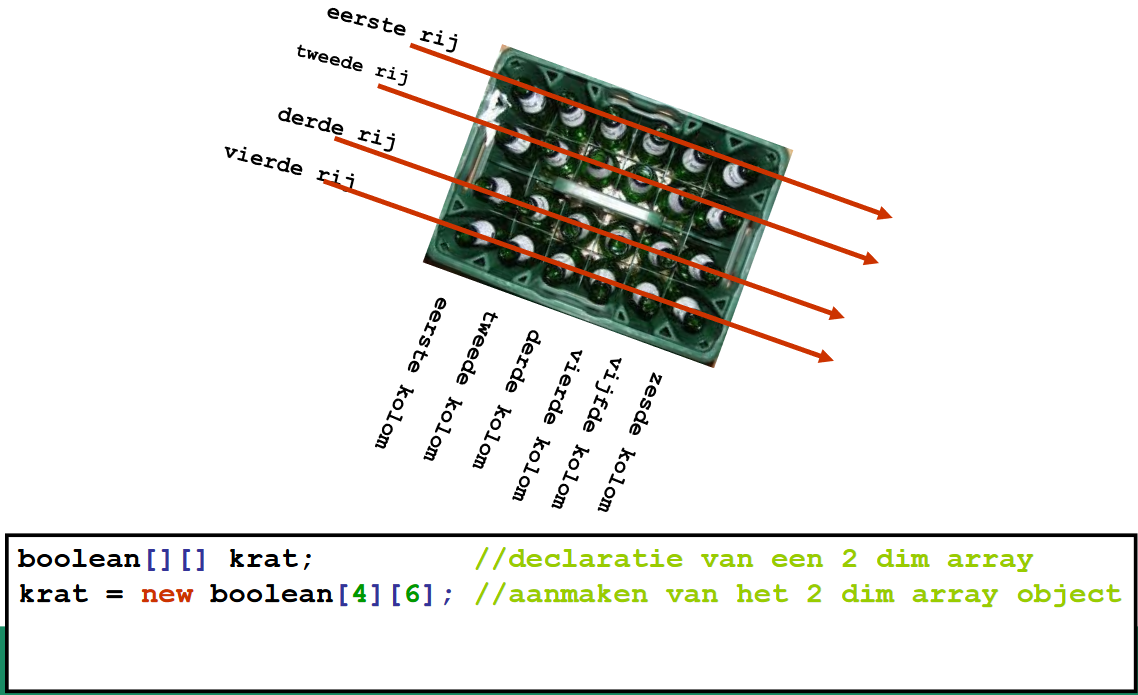 eerste rij
tweede rij
derde rij
vierde rij
eerste kolom
tweede kolom
derde kolom
vierde kolom
vijfde kolom
zesde kolom
boolean[][] krat; //declaratie van een 2 dim array
krat = new boolean[4][6]; //aanmaken van het 2 dim array object